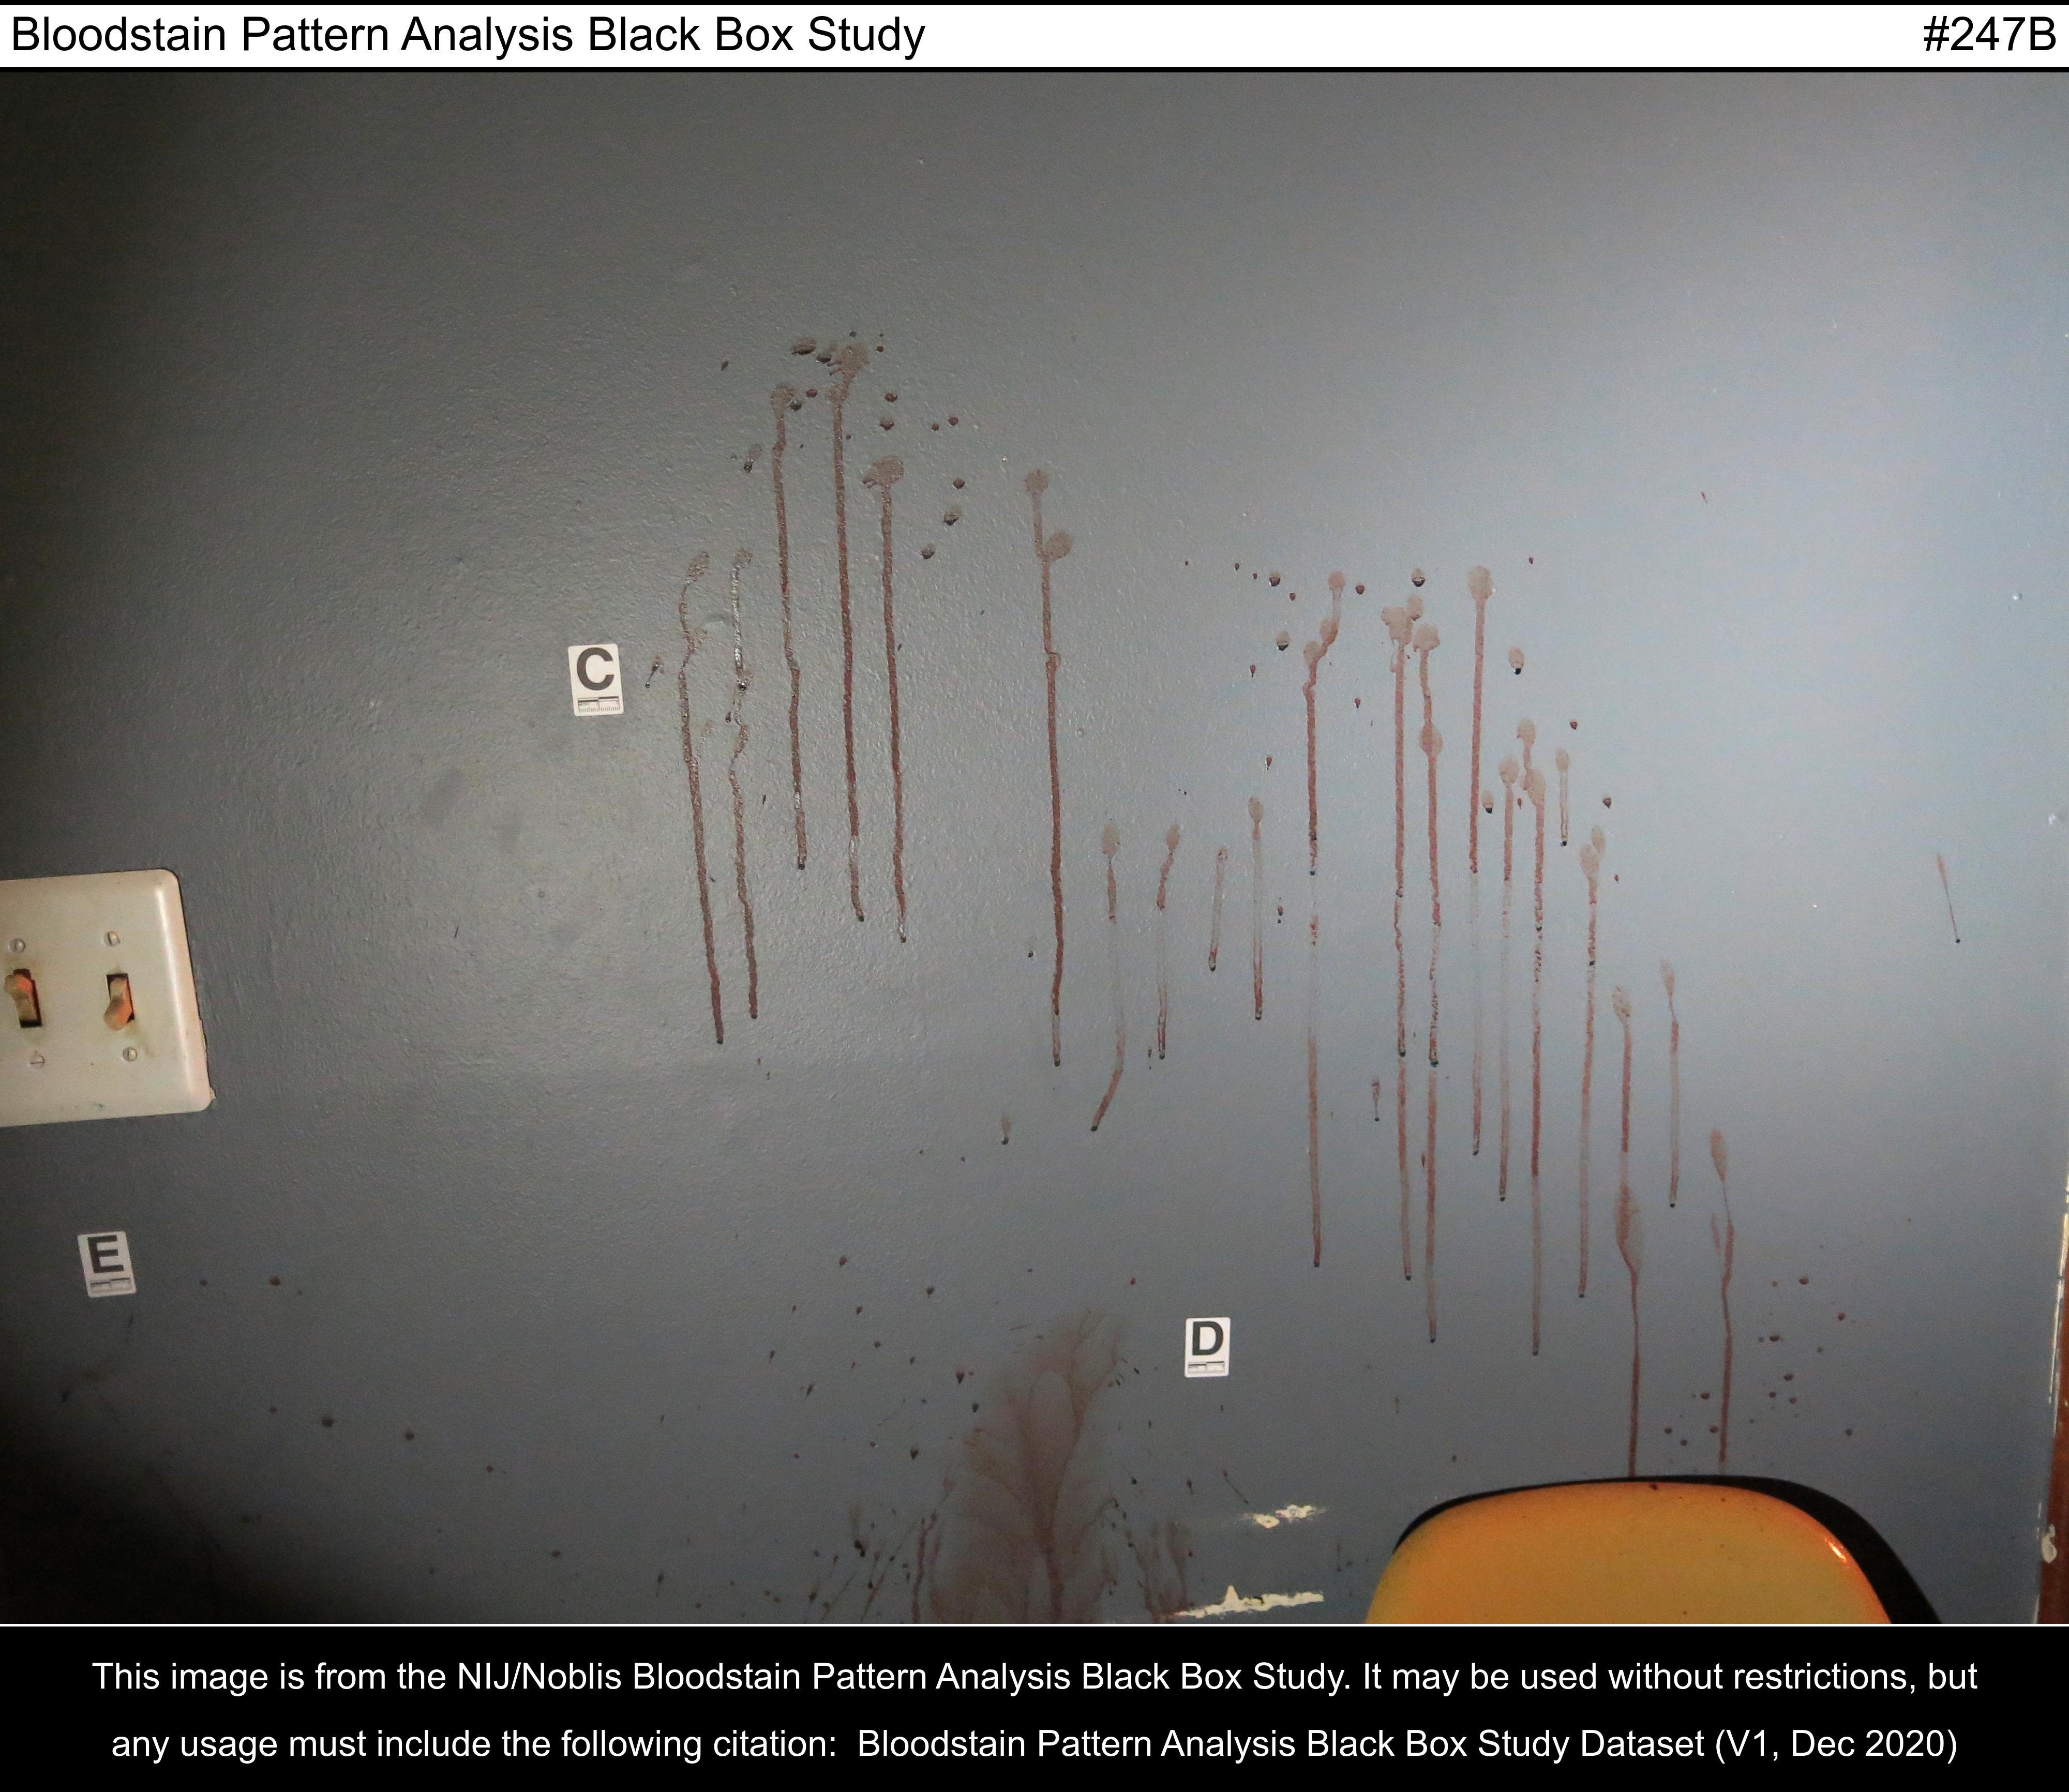 Bloodstain Pattern Analysis Black Box Study #247B
C
E
D
This image is from the NIJ/Noblis Bloodstain Pattern Analysis Black Box Study. It may be used without restrictions, but
any usage must include the following citation:  Bloodstain Pattern Analysis Black Box Study Dataset (V1, Dec 2020)